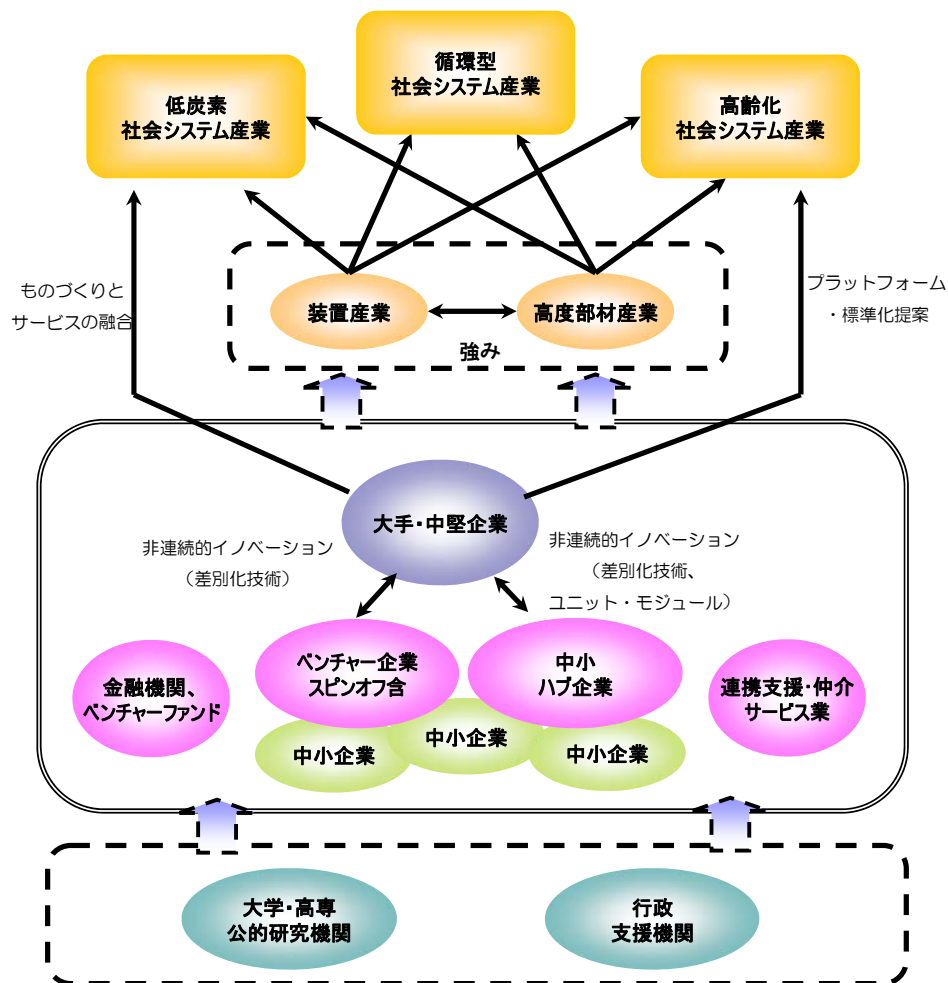 循環型
社会システム産業
低炭素
社会システム産業
高齢化
社会システム産業
ものづくりと
サービスの融合
プラットフォーム
・標準化提案
装置産業
高度部材産業
強み
大手・中堅企業
非連続的イノベーション
（差別化技術）
非連続的イノベーション
（差別化技術、
ユニット・モジュール）
金融機関、
ベンチャーファンド
ベンチャー企業
スピンオフ含
中小
ハブ企業
連携支援・仲介
サービス業
中小企業
中小企業
中小企業
大学・高専
公的研究機関
行政
支援機関